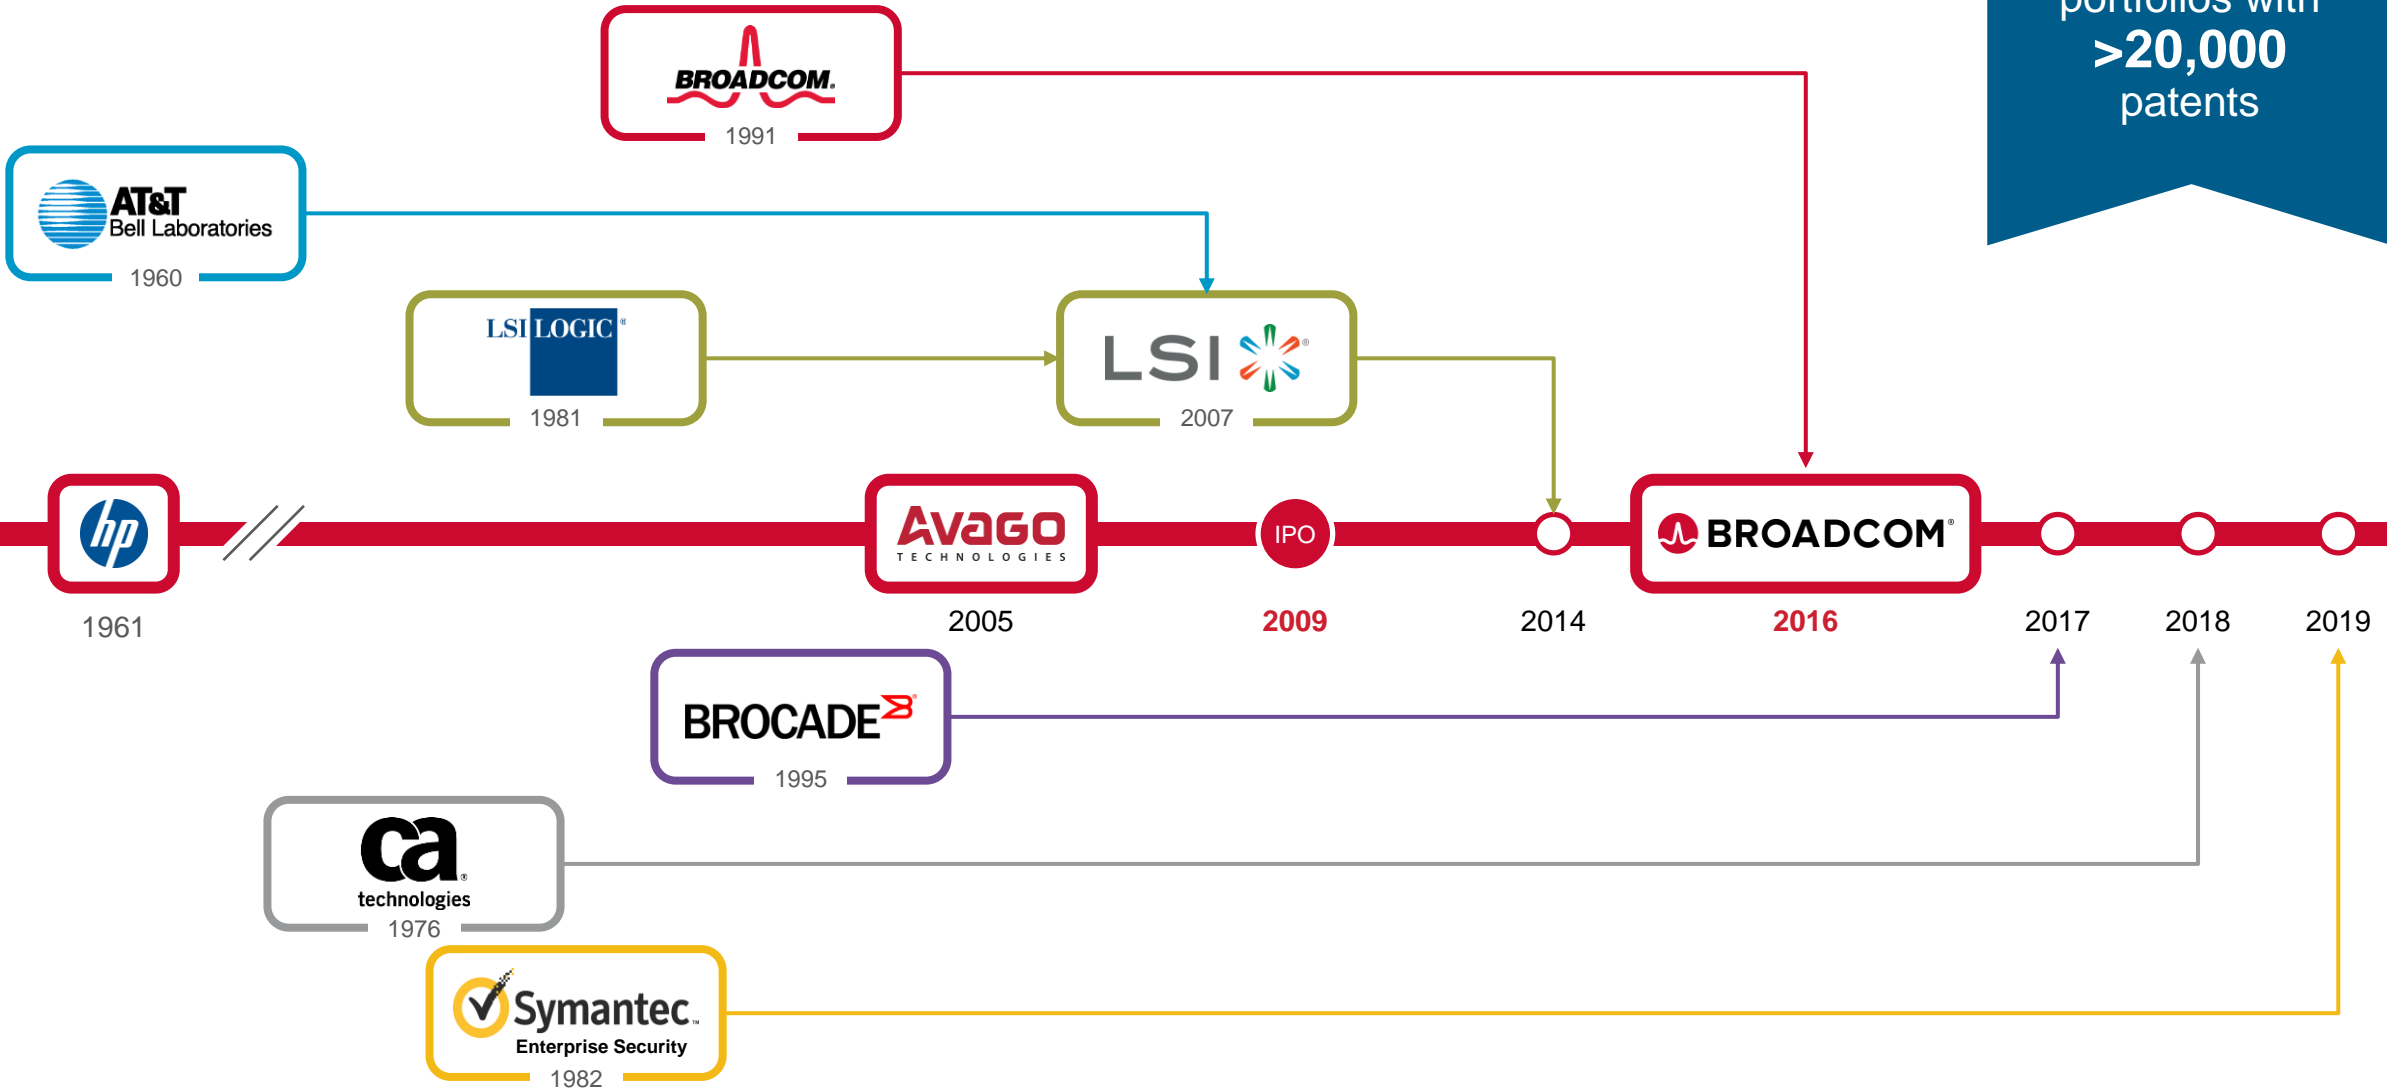 portfolios with
>20,000
patents
BROADCOM®
1991
AT&T
Bell Laboratories
1960
LSI LOGIC ®
1981
LSI ®
2007
hp
AVAGO
TECHNOLOGIES
IPO
BROADCOM®
1961
2005
2009
2014
2016
2017
2018
2019
BROCADE B ®
1995
ca ®
technologies
1976
Symantec™
Enterprise Security
1982